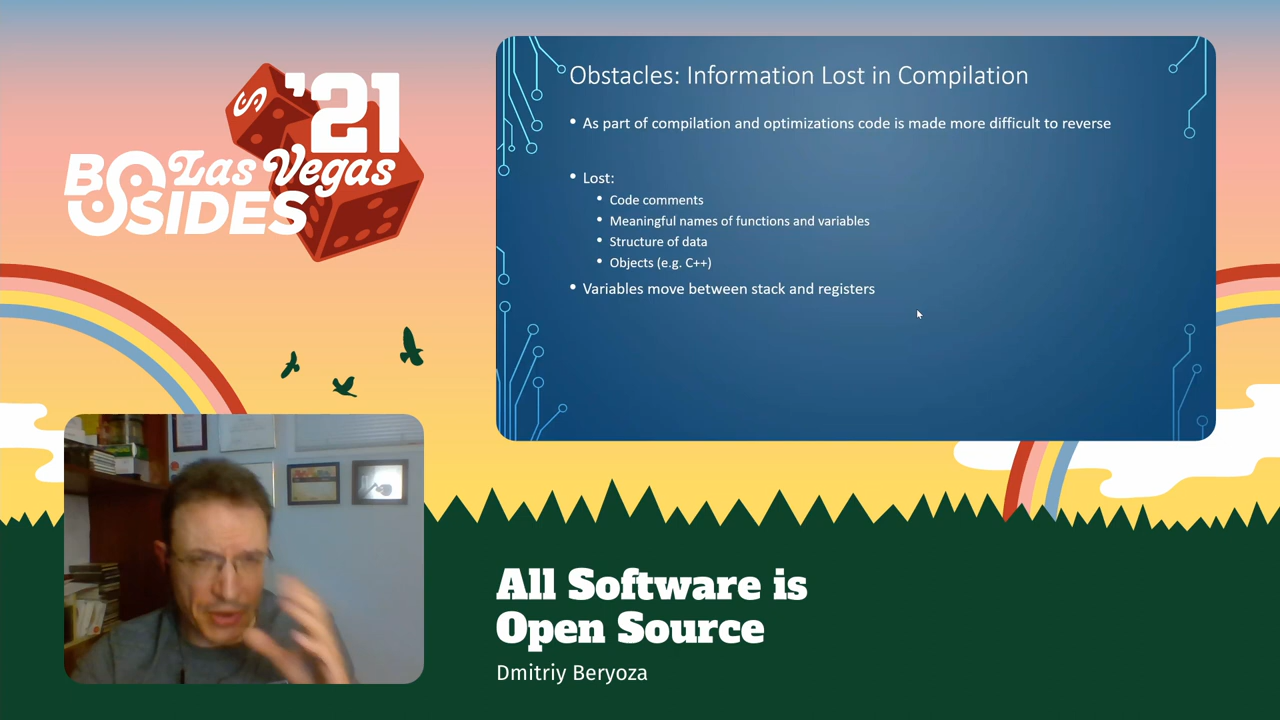 '21
BSIDES
Las Vegas
Obstacles: Information Lost in Compilation
As part of compilation and optimizations code is made more difficult to reverse
Lost:
Code comments
Meaningful names of functions and variables
Structure of data
Objects (e.g. C++)
Variables move between stack and registers
All Software is
Open Source
Dmitriy Beryoza